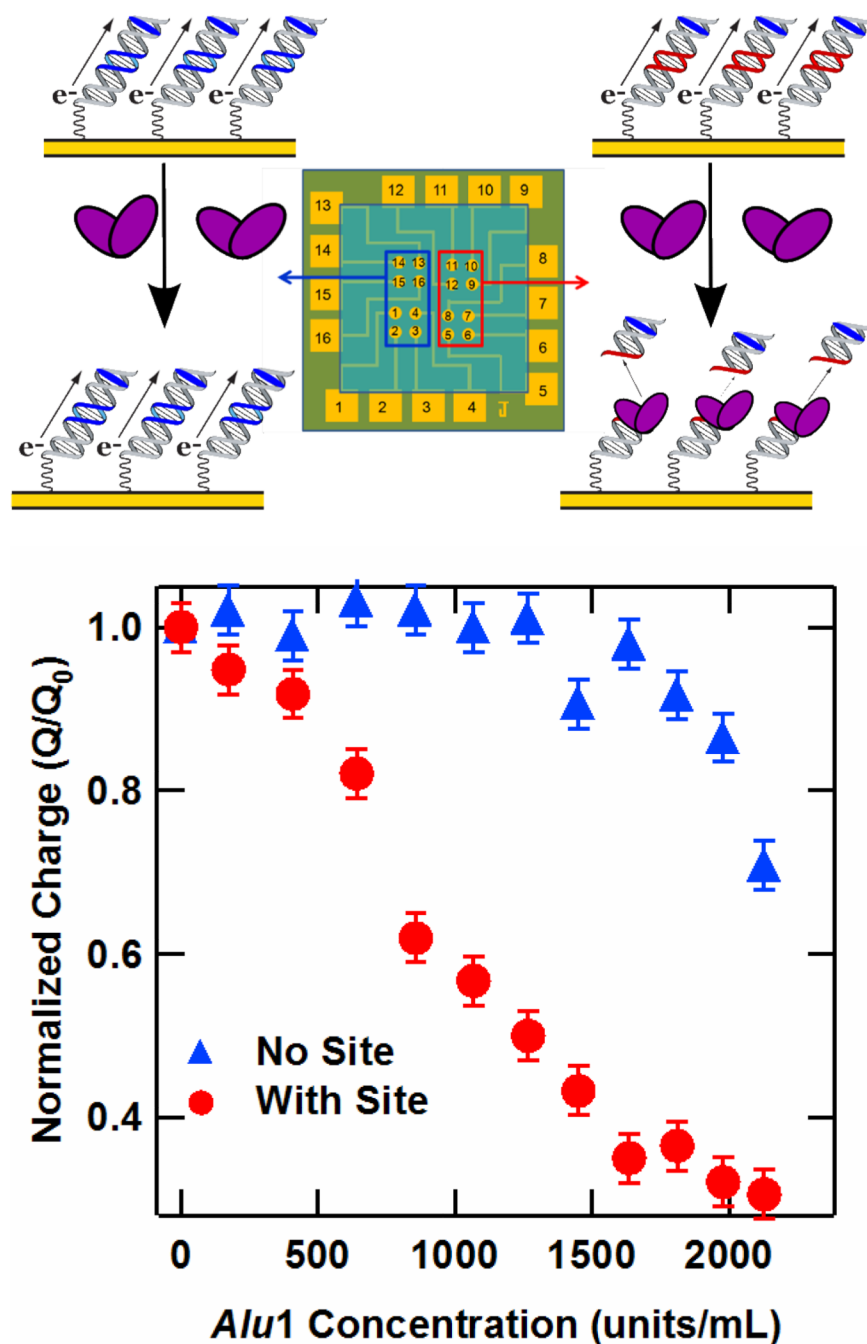 e- e- e-
e- e- e-
12 11 10 9
13
14
15
16
8
7
6
5
14 13
15 16
1 4
2 3
11 10
12 9
8 7
5 6
1 2 3 4
e- e- e-
1.0
0.8
0.6
0.4
Normalized Charge (Q/Q0)
No Site
With Site
0 500 1000 1500 2000
Alu1 Concentration (units/mL)